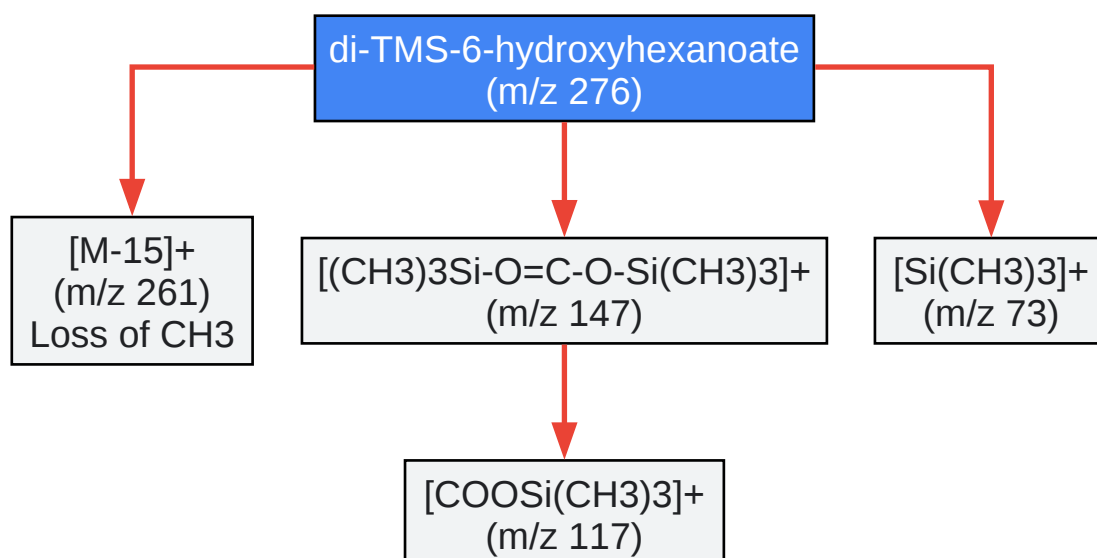 di-TMS-6-hydroxyhexanoate
(m/z 276)
[M-15]+
(m/z 261)
Loss of CH3
[(CH3)3Si-O=C-O-Si(CH3)3]+
(m/z 147)
[Si(CH3)3]+
(m/z 73)
[COOSi(CH3)3]+
(m/z 117)